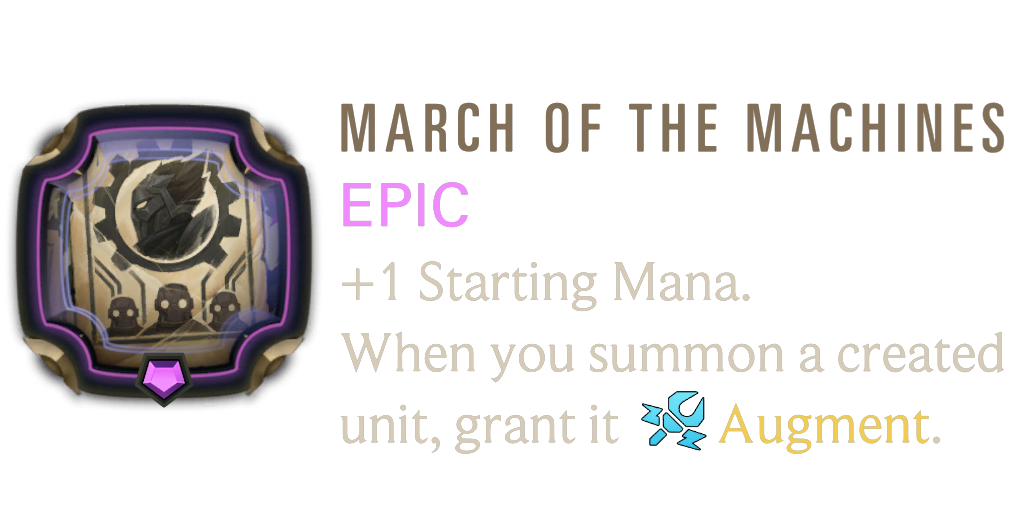 MARCH OF THE MACHINES
EPIC
+1 Starting Mana.
When you summon a created
unit, grant it Augment.